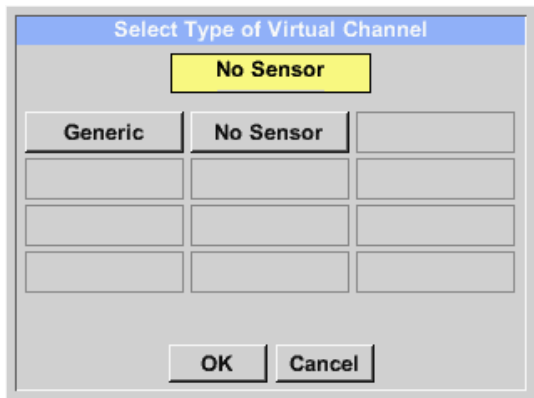 Select Type of Virtual Channel
No Sensor
Generic No Sensor
OK Cancel